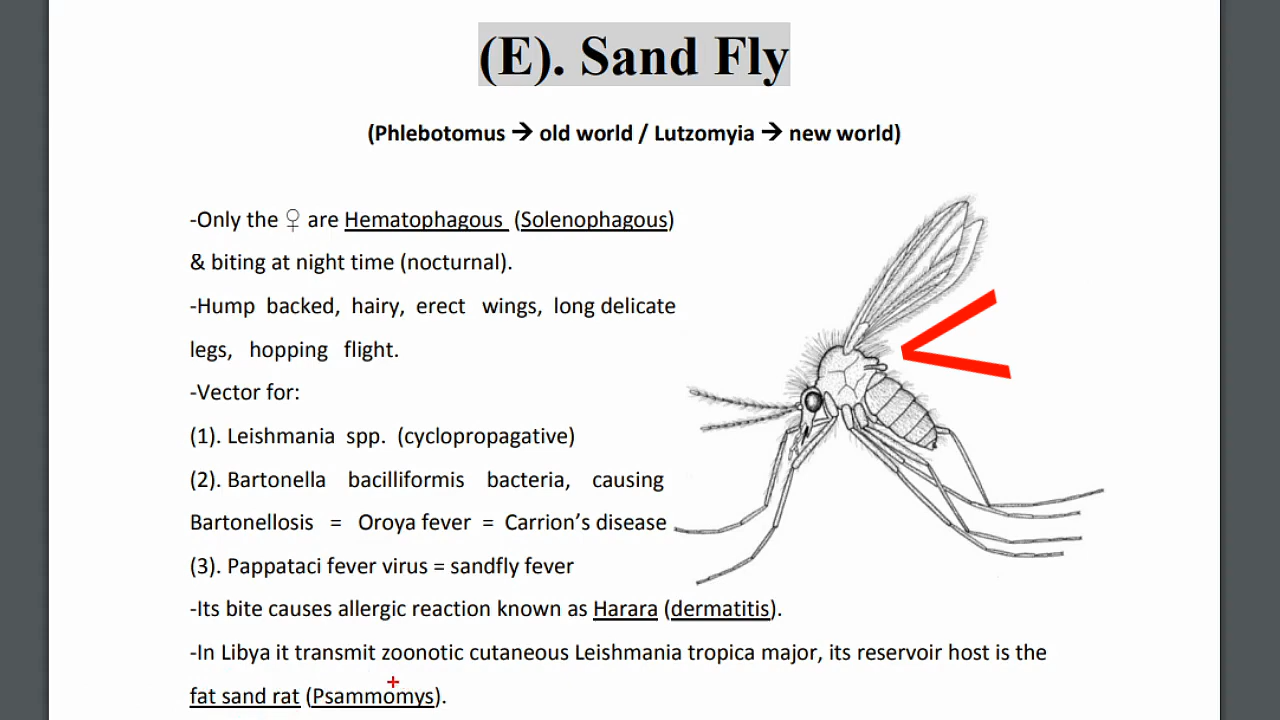 (E). Sand Fly
(Phlebotomus → old world / Lutzomyia → new world)
-Only the ♀ are Hematophagous (Solenophagous)
& biting at night time (nocturnal).
-Hump backed, hairy, erect wings, long delicate
legs, hopping flight.
-Vector for:
(1). Leishmania spp. (cyclopropagative)
(2). Bartonella bacilliformis bacteria, causing
Bartonellosis = Oroya fever = Carrion’s disease
(3). Pappataci fever virus = sandfly fever
-Its bite causes allergic reaction known as Harara (dermatitis).
-In Libya it transmit zoonotic cutaneous Leishmania tropica major, its reservoir host is the
fat sand rat (Psammomys).